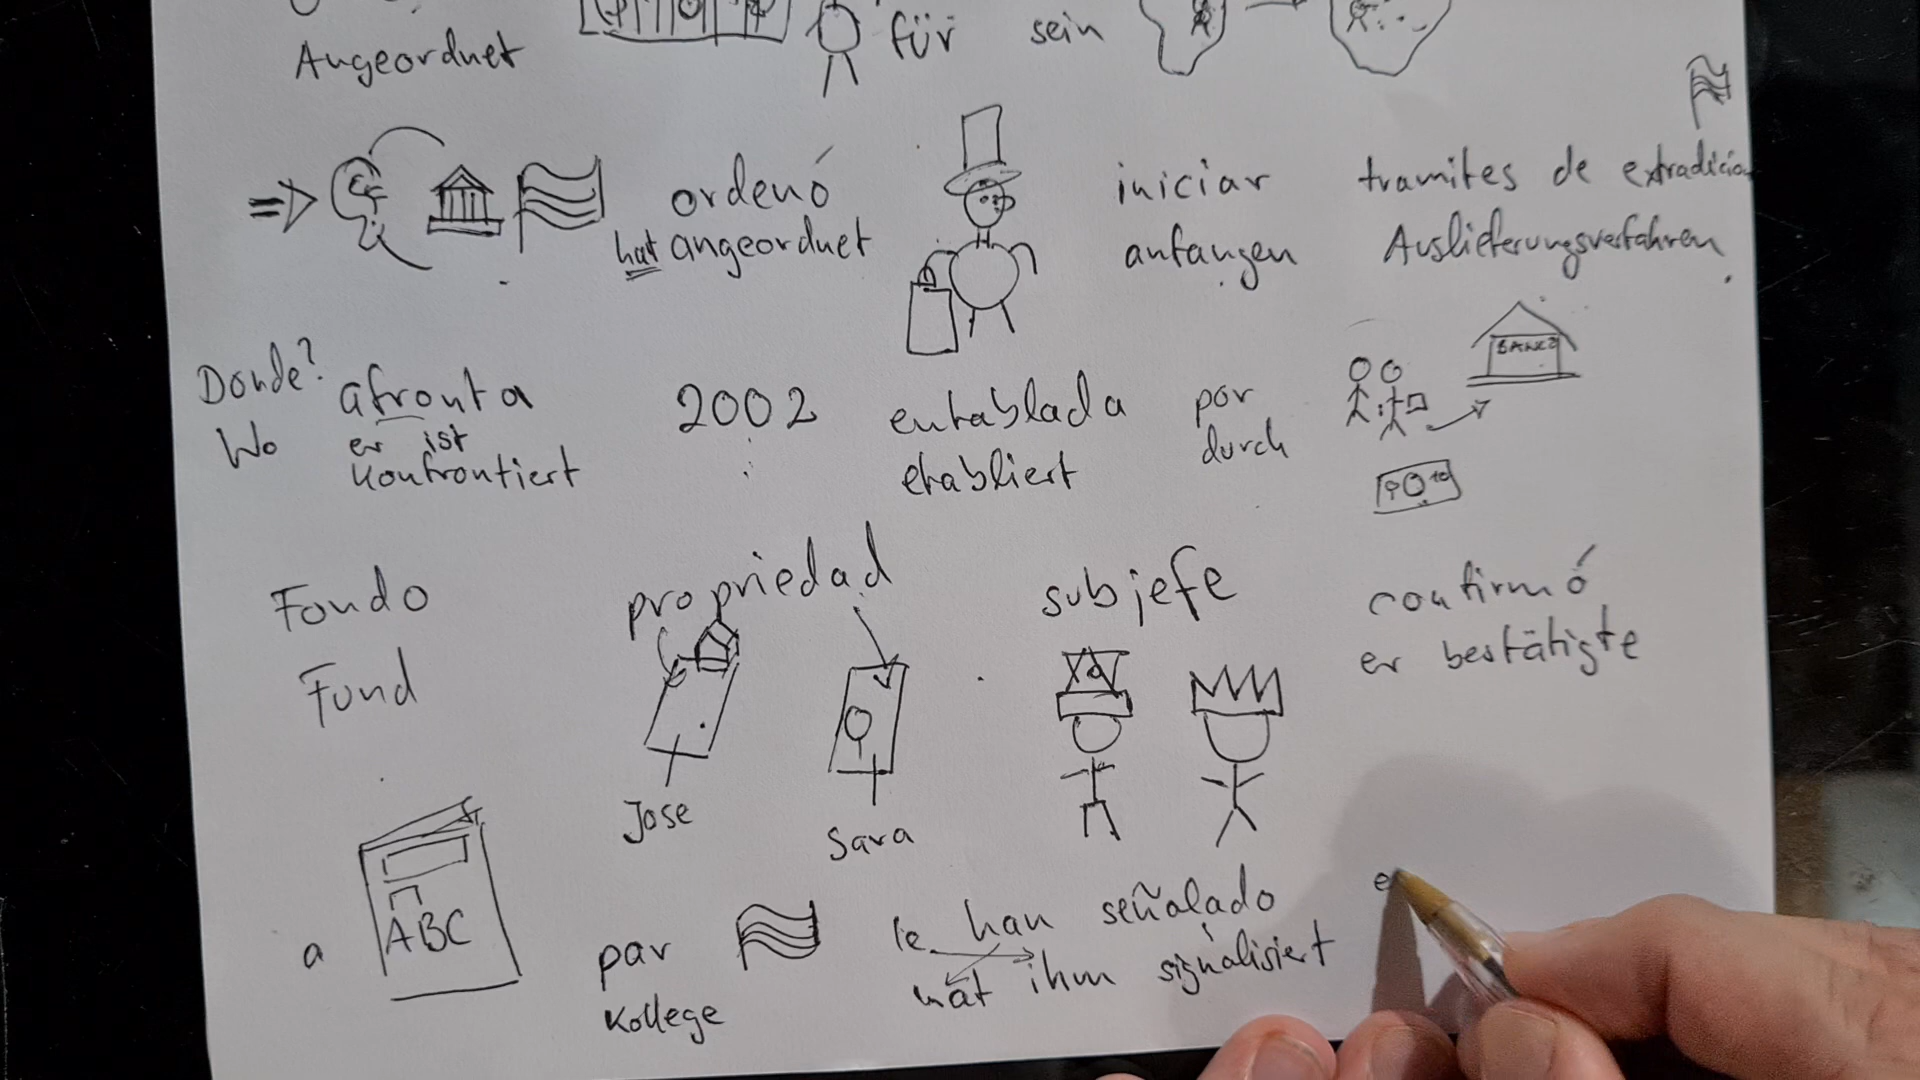 Angeordnet für sein
ordenó iniciar tramites de extradición
hat angeordnet anfangen Auslieferungsverfahren
Donde? afronta 2002 entablada por
Wo er ist etabliert durch
konfrontiert
BANCO
Fondo propriedad subjefe confirmó
Fund er bestätigte
Jose Sara
a ABC par le han señalado e
Kollege ihm signalisiert